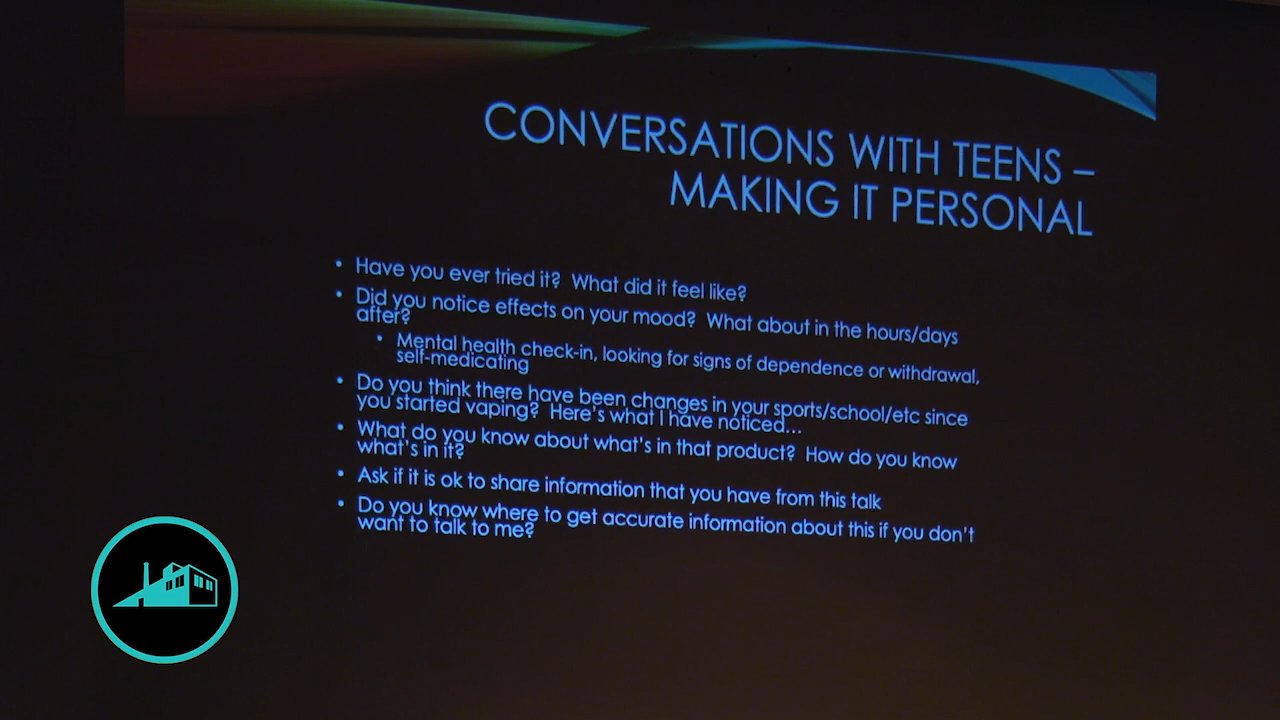 CONVERSATIONS WITH TEENS –
MAKING IT PERSONAL
• Have you ever tried it? What did it feel like?
• Did you notice effects on your mood? What about in the hours/days
after?
• Mental health check-in, looking for signs of dependence or withdrawal,
self-medicating
• Do you think there have been changes in your sports/school/etc since
you started vaping? Here's what I have noticed...
• What do you know about what's in that product? How do you know
what's in it?
• Ask if it is ok to share information that you have from this talk
• Do you know where to get accurate information about this if you don't
want to talk to me?